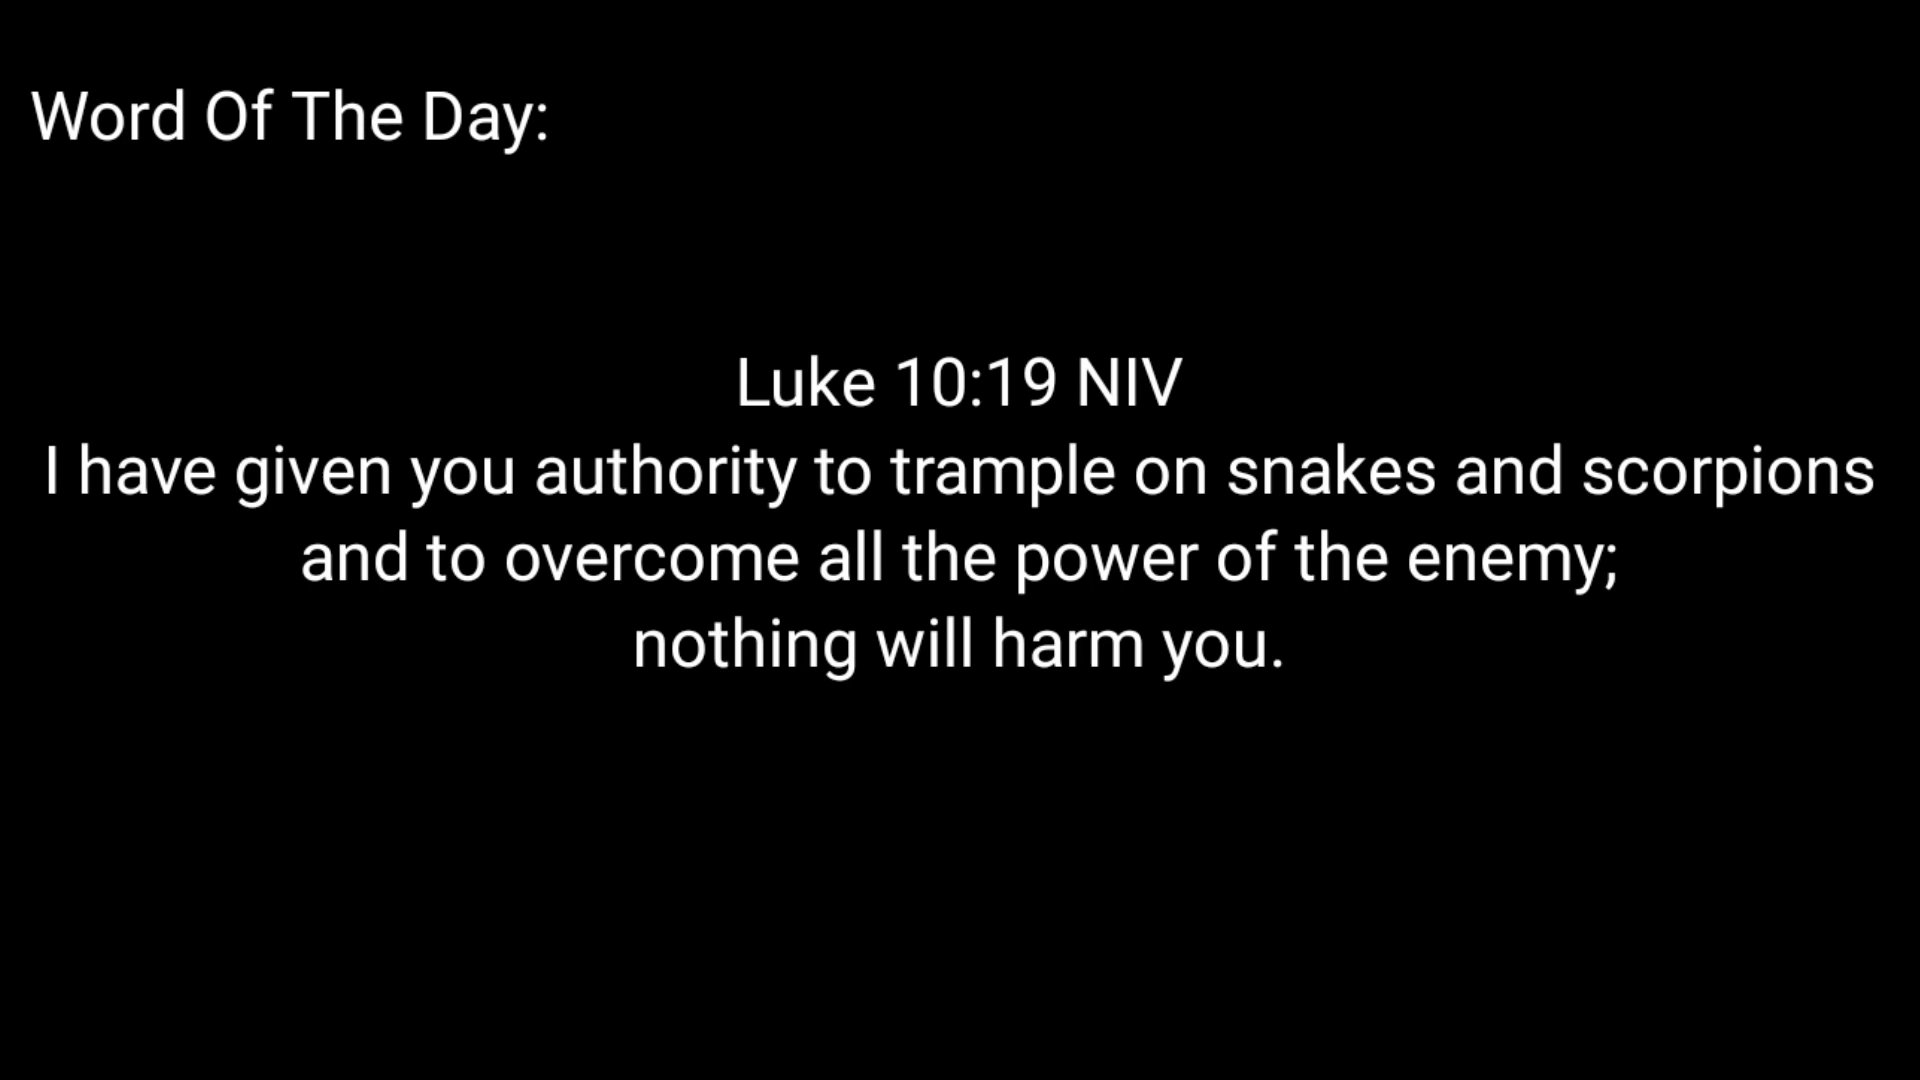 Word Of The Day:
Luke 10:19 NIV
I have given you authority to trample on snakes and scorpions
and to overcome all the power of the enemy;
nothing will harm you.